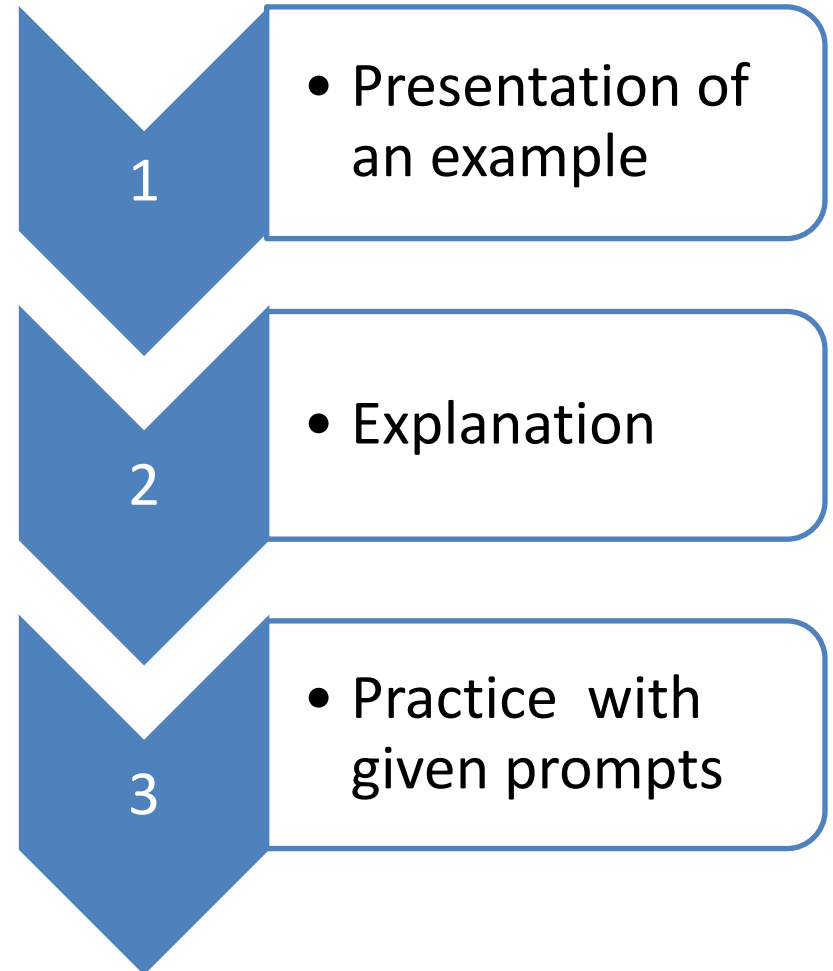 1
• Presentation of
an example
2
• Explanation
3
• Practice  with
given prompts